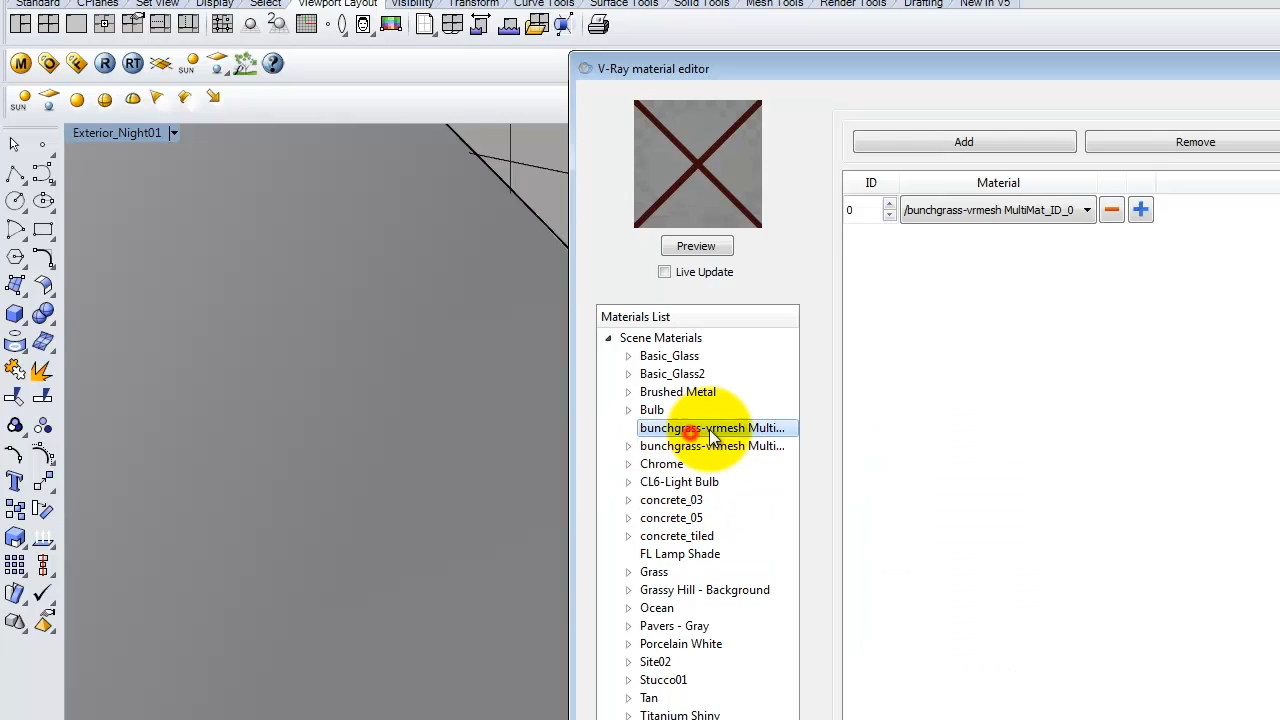 Standard CPlanes Set View Display Select Viewport Layout Visibility Transform Curve Tools Surface Tools Solid Tools Mesh Tools Render Tools Drafting New in V5
M O F R RT SUN ?
SUN
V-Ray material editor
Exterior_Night01
Add Remove
ID Material
0 /bunchgrass-vrmesh MultiMat_ID_0
Preview
Live Update
Materials List
Scene Materials
Basic_Glass
Basic_Glass2
Brushed Metal
Bulb
bunchgrass-vrmesh Multi...
bunchgrass-vrmesh Multi...
Chrome
CL6-Light Bulb
concrete_03
concrete_05
concrete_tiled
FL Lamp Shade
Grass
Grassy Hill - Background
Ocean
Pavers - Gray
Porcelain White
Site02
Stucco01
Tan
Titanium Shiny